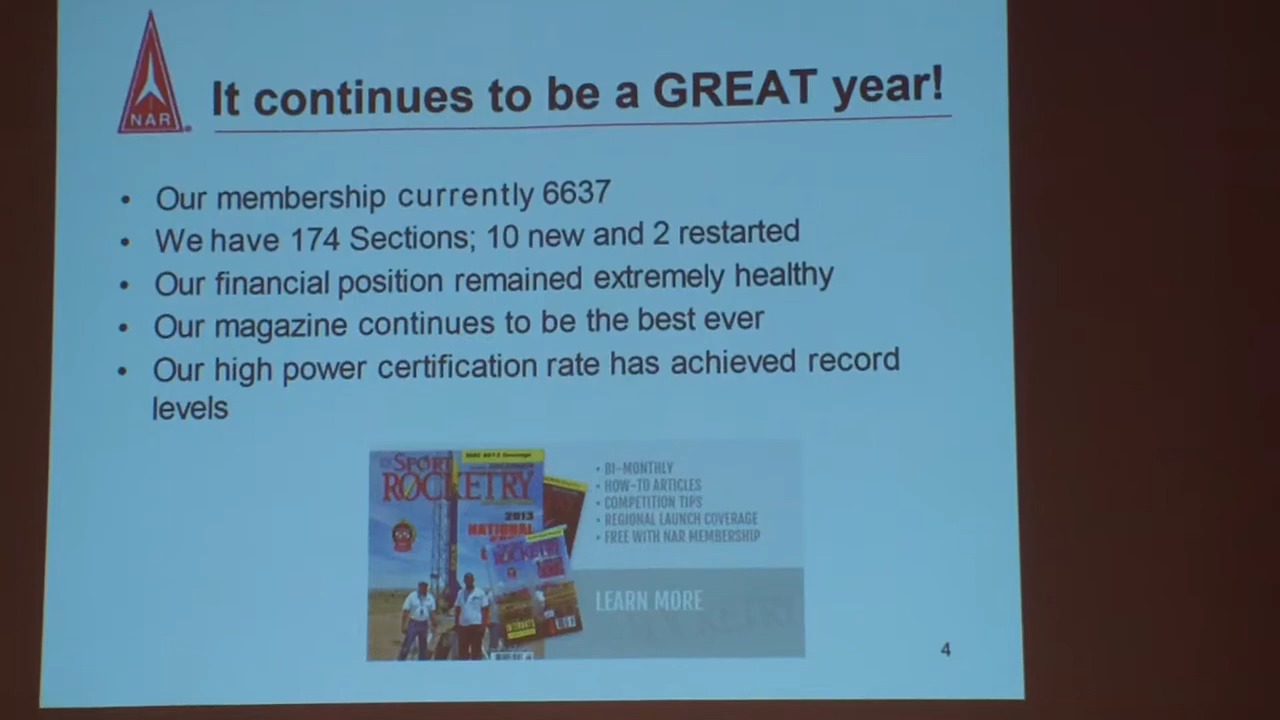 It continues to be a GREAT year!
NAR
• Our membership currently 6637
• We have 174 Sections; 10 new and 2 restarted
• Our financial position remained extremely healthy
• Our magazine continues to be the best ever
• Our high power certification rate has achieved record
levels
SPORT
ROCKETRY
2013
NATIONAL
ROCKETRY
• BI-MONTHLY
• HOW-TO ARTICLES
• COMPETITION TIPS
• REGIONAL LAUNCH COVERAGE
• FREE WITH NAR MEMBERSHIP
LEARN MORE
4